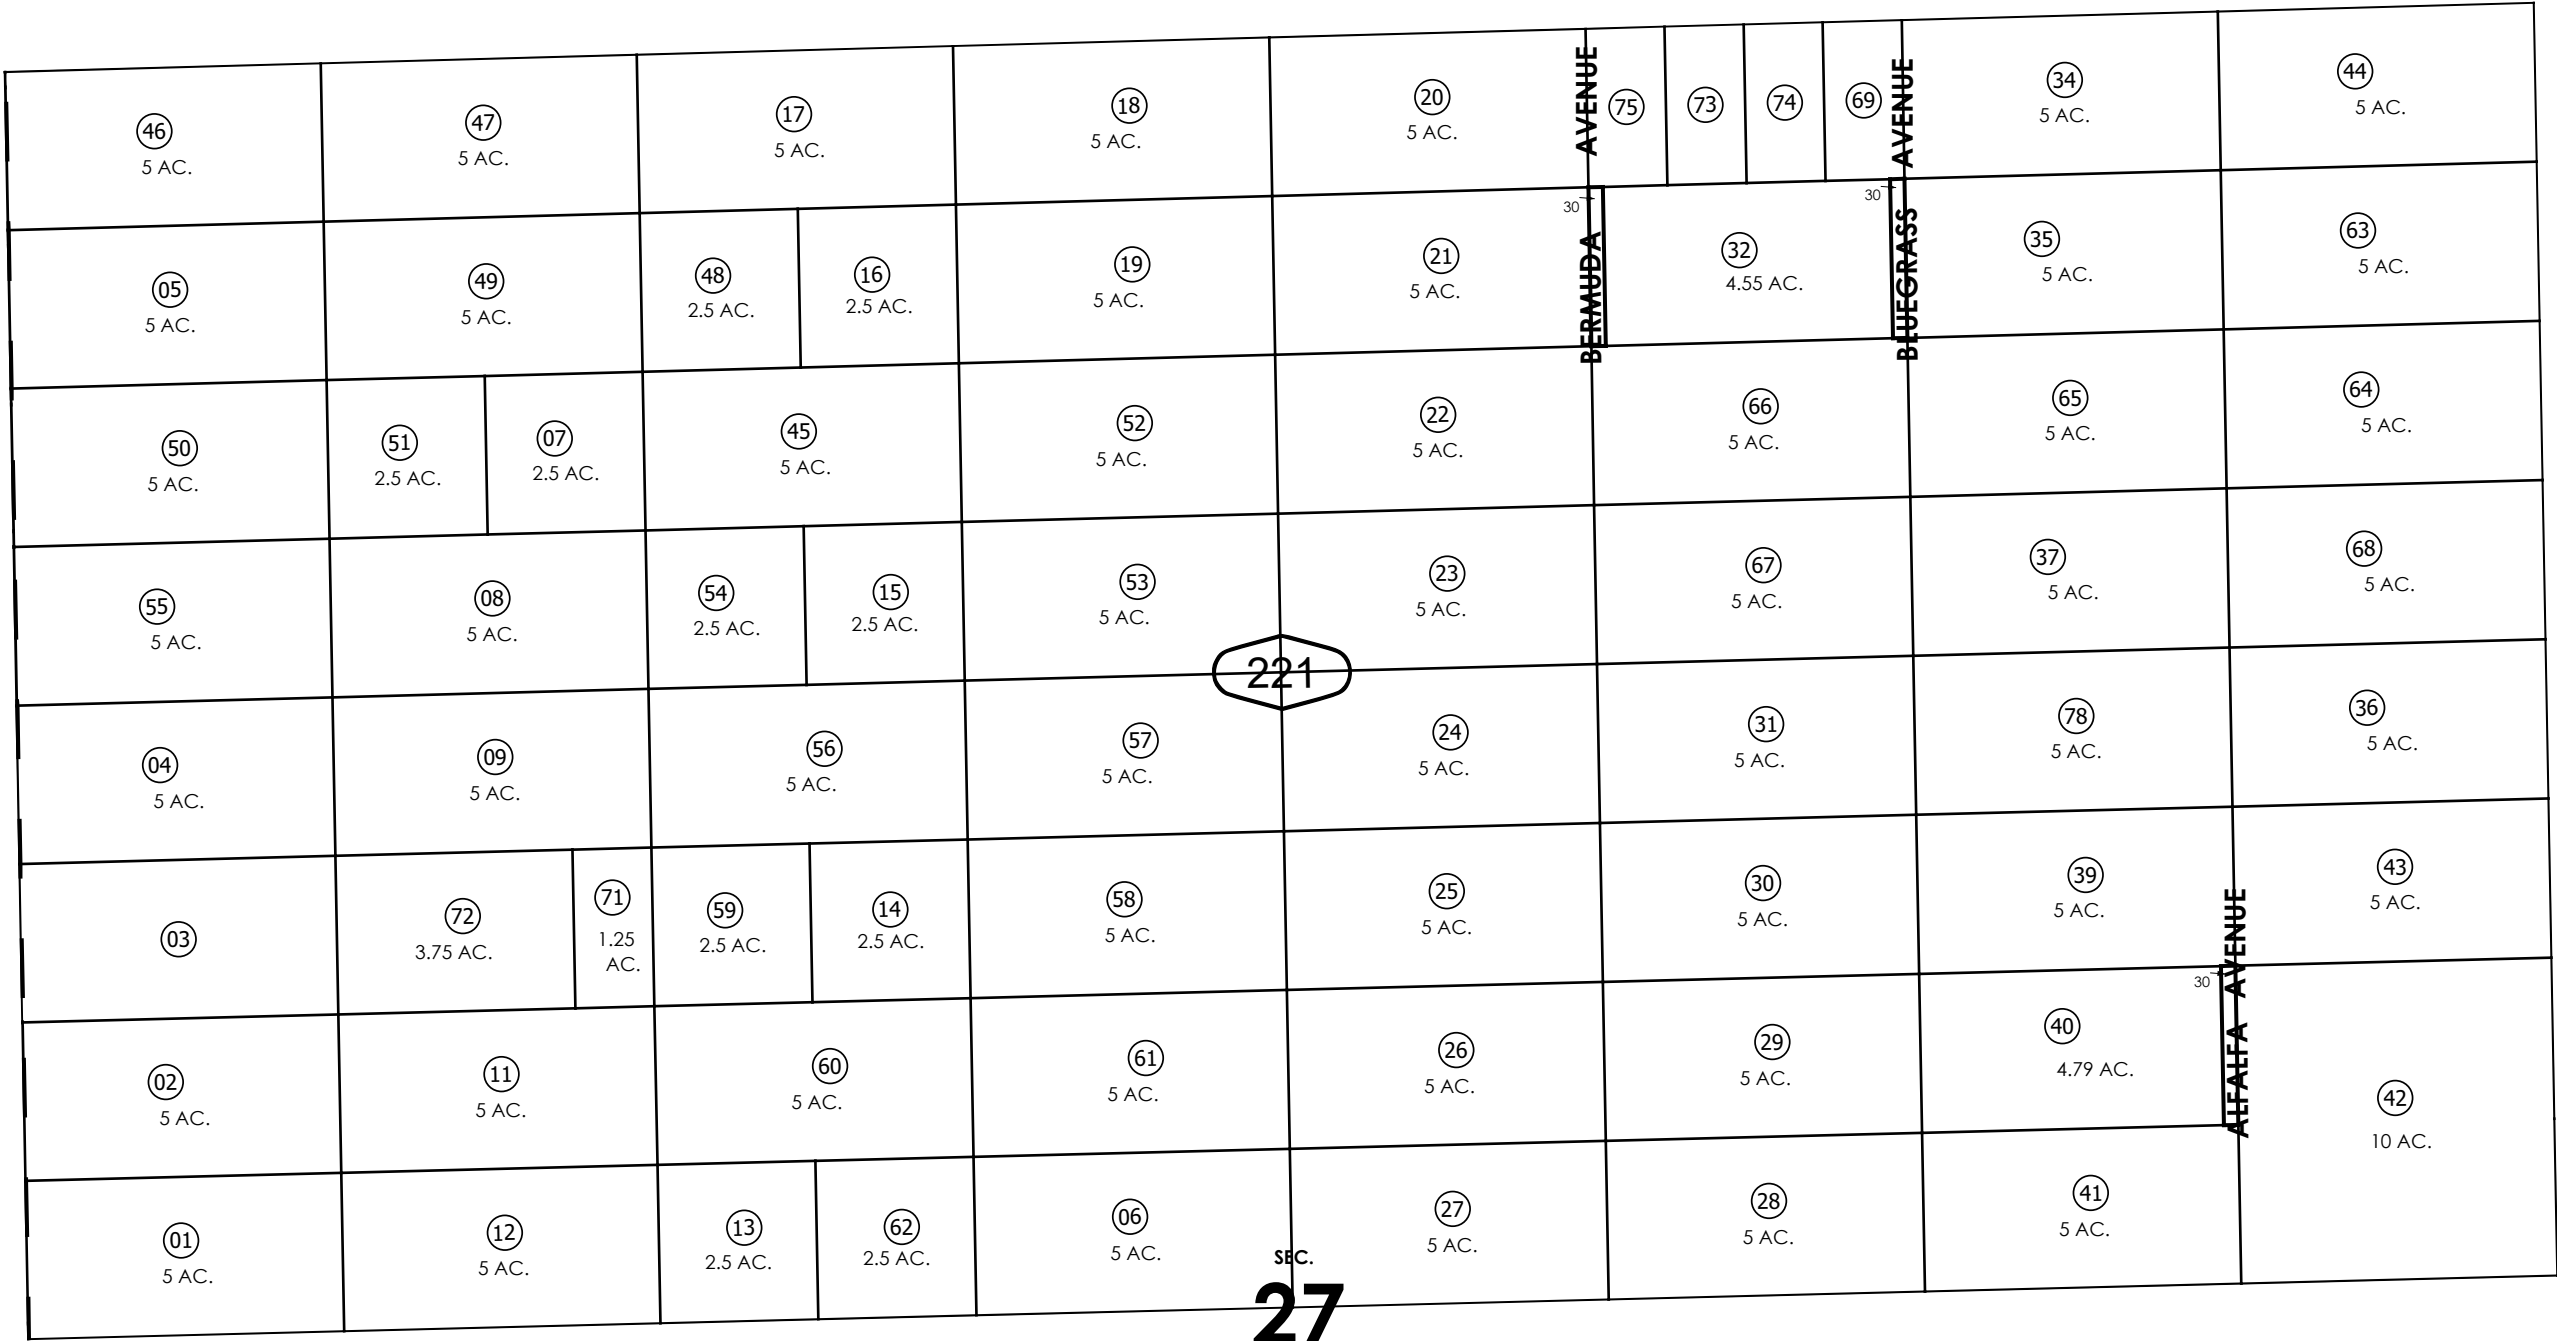 46
5 AC.
47
5 AC.
17
5 AC.
18
5 AC.
20
5 AC.
BERMUDA AVENUE
75
73
74
69
BLUEGRASS AVENUE
34
5 AC.
44
5 AC.
05
5 AC.
49
5 AC.
48
2.5 AC.
16
2.5 AC.
19
5 AC.
21
5 AC.
30
32
4.55 AC.
30
35
5 AC.
63
5 AC.
50
5 AC.
51
2.5 AC.
07
2.5 AC.
45
5 AC.
52
5 AC.
22
5 AC.
66
5 AC.
65
5 AC.
64
5 AC.
55
5 AC.
08
5 AC.
54
2.5 AC.
15
2.5 AC.
53
5 AC.
23
5 AC.
67
5 AC.
37
5 AC.
68
5 AC.
221
04
5 AC.
09
5 AC.
56
5 AC.
57
5 AC.
24
5 AC.
31
5 AC.
78
5 AC.
36
5 AC.
03
72
3.75 AC.
71
1.25
AC.
59
2.5 AC.
14
2.5 AC.
58
5 AC.
25
5 AC.
30
5 AC.
39
5 AC.
43
5 AC.
ALFALFA AVENUE
02
5 AC.
11
5 AC.
60
5 AC.
61
5 AC.
26
5 AC.
29
5 AC.
40
4.79 AC.
30
42
10 AC.
01
5 AC.
12
5 AC.
13
2.5 AC.
62
2.5 AC.
06
5 AC.
27
5 AC.
28
5 AC.
41
5 AC.
SEC.
27